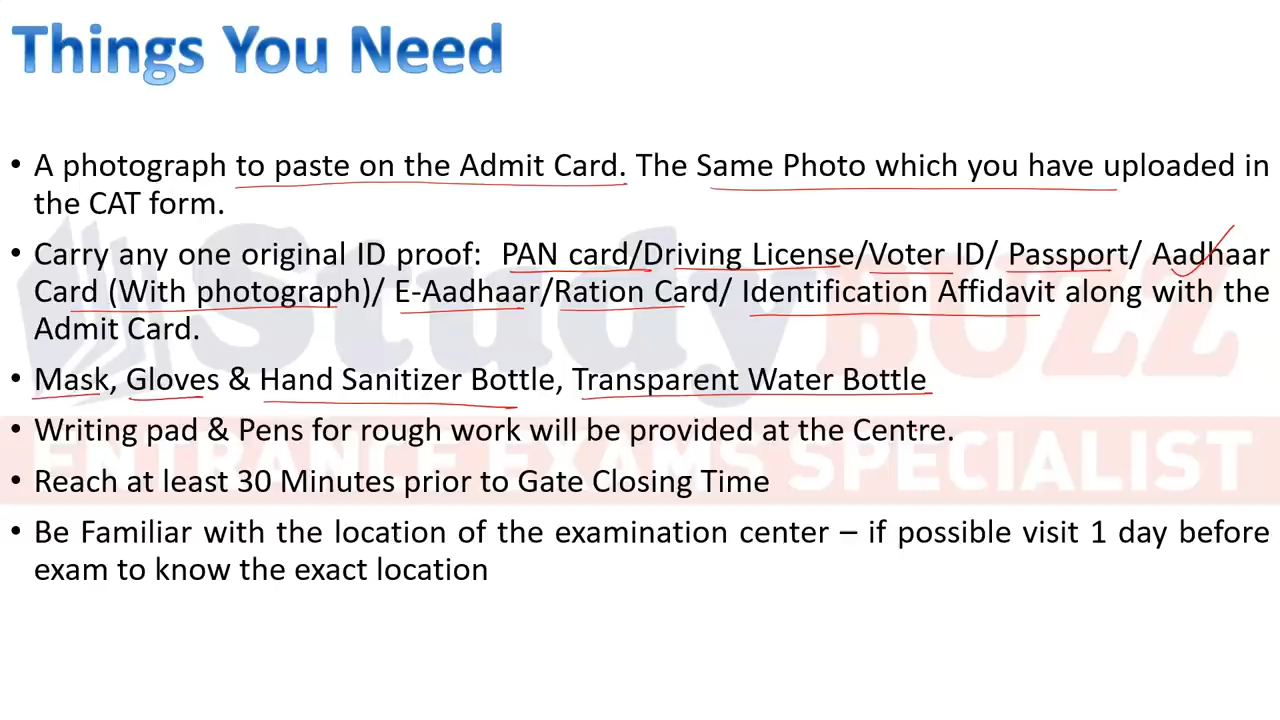 Things You Need
• A photograph to paste on the Admit Card. The Same Photo which you have uploaded in
the CAT form.
• Carry any one original ID proof: PAN card/Driving License/Voter ID/ Passport/ Aadhaar
Card (With photograph)/ E-Aadhaar/Ration Card/ Identification Affidavit along with the
Admit Card.
• Mask, Gloves & Hand Sanitizer Bottle, Transparent Water Bottle
• Writing pad & Pens for rough work will be provided at the Centre.
• Reach at least 30 Minutes prior to Gate Closing Time
• Be Familiar with the location of the examination center – if possible visit 1 day before
exam to know the exact location
StudyBUZZ
ENTRANCE EXAMS SPECIALIST